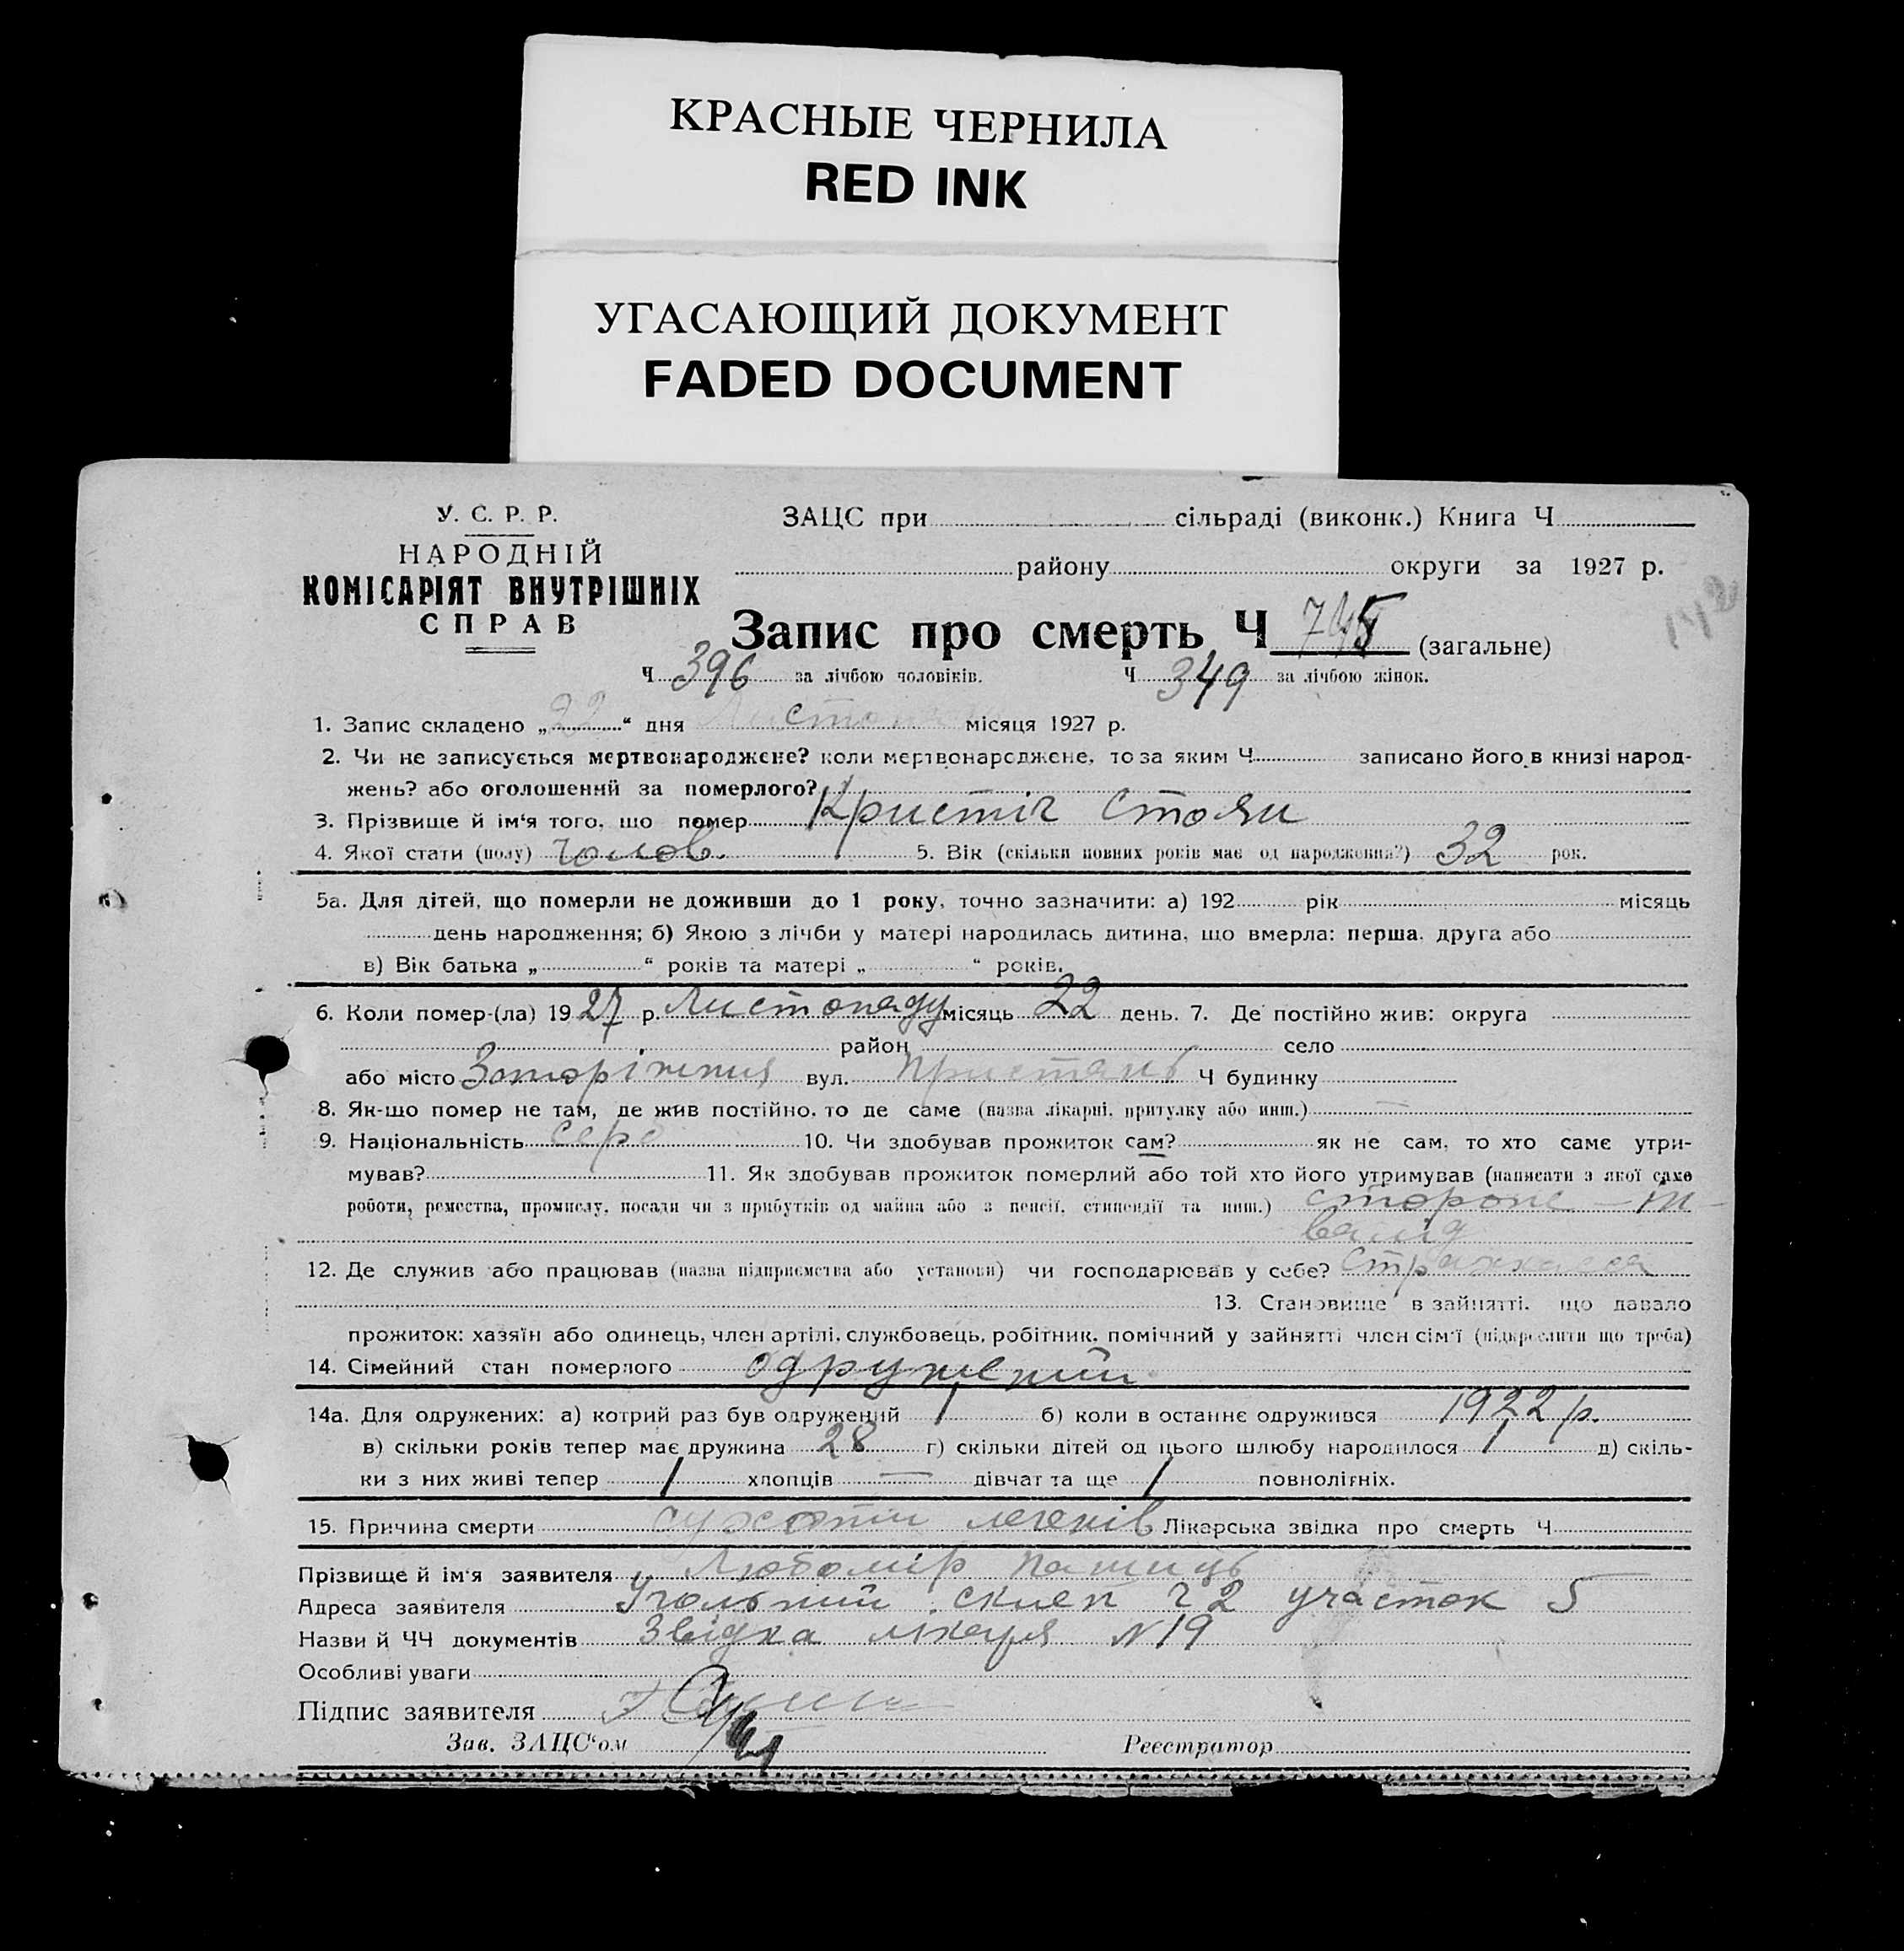 КРАСНЫЕ ЧЕРНИЛА
RED INK
УГАСАЮЩИЙ ДОКУМЕНТ
FADED DOCUMENT
У. С. Р. Р.
НАРОДНІЙ
КОМІСАРІЯТ ВНУТРІШНІХ
СПРАВ
ЗАЦС при сільраді (виконк.) Книга Ч
району округи за 1927 р.
Запис про смерть Ч 745 (загальне)
Ч 396 за лічбою чоловіків. Ч 349 за лічбою жінок.
1. Запис складено „22“ дня Листопаду місяця 1927 р.
2. Чи не записується мертвонароджене? коли мертвонароджене, то за яким Ч записано його в книзі народ-
жень? або оголошений за померлого?
3. Прізвище й ім‘я того, що помер Кристіч Стоян
4. Якої стати (полу) Чолов. 5. Вік (скільки повних років має од народження?) 32 рок.
5а. Для дітей, що померли не доживши до 1 року, точно зазначити: а) 192 рік місяць
день народження; б) Якою з лічби у матері народилась дитина, що вмерла: перша, друга або
в) Вік батька „ “ років та матері „ “ років.
6. Коли помер-(ла) 1927 р. Листопаду місяць 22 день. 7. Де постійно жив: округа
район село
або місто Запоріжжя вул. Пристань Ч будинку
8. Як-що помер не там, де жив постійно, то де саме (назва лікарні, притулку або инш.) —
9. Національність серб 10. Чи здобував прожиток сам? як не сам, то хто саме утри-
мував? 11. Як здобував прожиток померлий або той хто його утримував (написати з якої саме
роботи, ремества, промислу, посади чи з прибутків од майна або з пенсії, стипендії та инш.) сторож — ін-
валід
12. Де служив або працював (назва підприємства або установи) чи господарював у себе? Страхкасса
13. Становище в зайнятті, що давало
прожиток: хазяїн або одинець, член артілі, службовець, робітник, помічний у зайнятті член сім‘ї (підкреслити що треба)
14. Сімейний стан померлого одружений
14а. Для одружених: а) котрий раз був одружений 1 б) коли в останнє одружився 1922 р.
в) скільки років тепер має дружина 28 г) скільки дітей од цього шлюбу народилося 1 д) скіль-
ки з них живі тепер 1 хлопців — дівчат та ще 1 повнолітніх.
15. Причина смерти сухоти легенів Лікарська звідка про смерть Ч
Прізвище й ім‘я заявителя Любомір
Адреса заявителя Угольний склеп Ч 2 участок 5
Назви й ЧЧ документів Звідка лікаря № 19
Особливі уваги
Підпис заявителя
Зав. ЗАЦС‘ом Реєстратор